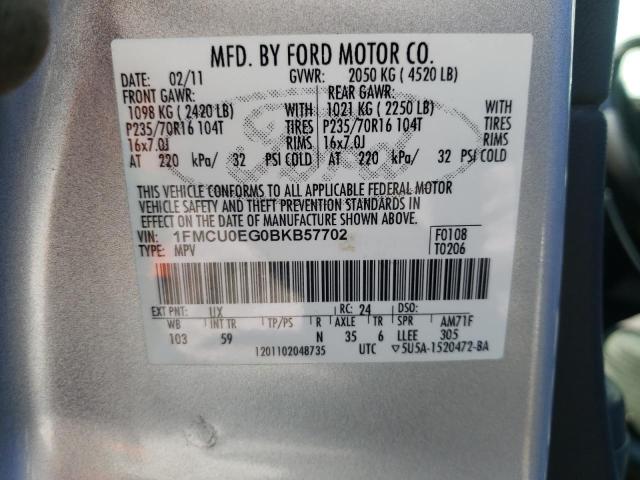 MFD. BY FORD MOTOR CO.
DATE: 02/11 GVWR: 2050 KG ( 4520 LB)
FRONT GAWR: REAR GAWR:
1098 KG ( 2420 LB) WITH 1021 KG ( 2250 LB) WITH
P235/70R16 104T TIRES P235/70R16 104T TIRES
16x7.0J RIMS 16x7.0J RIMS
AT 220 kPa/ 32 PSI COLD AT 220 kPa/ 32 PSI COLD
Ford
THIS VEHICLE CONFORMS TO ALL APPLICABLE FEDERAL MOTOR
VEHICLE SAFETY AND THEFT PREVENTION STANDARDS IN
EFFECT ON THE DATE OF MANUFACTURE SHOWN ABOVE.
VIN: 1FMCU0EG0BKB57702 F0108
TYPE: MPV T0206
EXT PNT: UX RC: 24 DSO:
WB INT TR TP/PS R AXLE TR SPR AM71F
103 59 N 35 6 LLEE 305
1201102048735 UTC ▽5U5A-1520472-BA